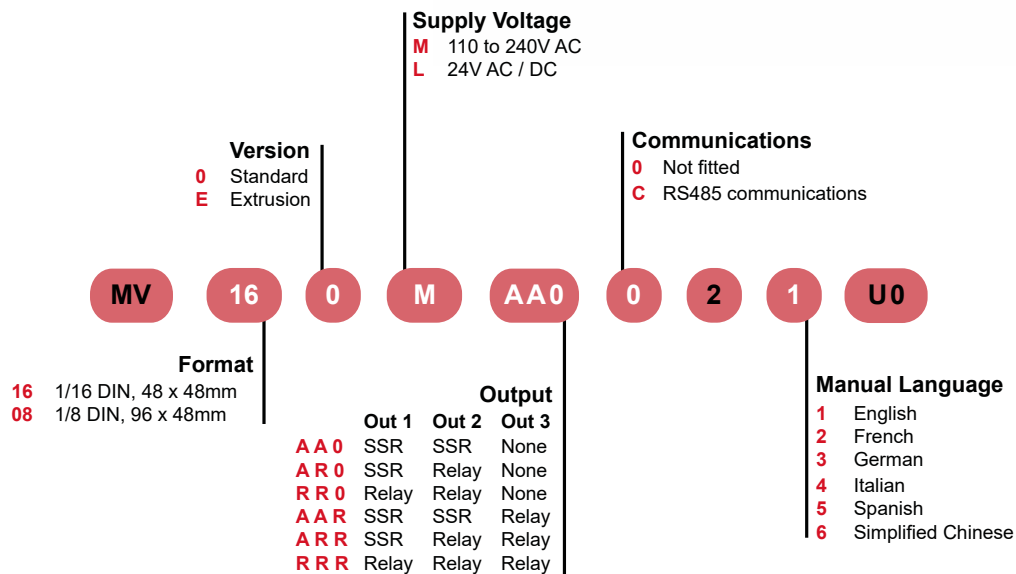 Supply Voltage
M 110 to 240V AC
L 24V AC / DC
Version
0 Standard
E Extrusion
Communications
0 Not fitted
C RS485 communications
MV 16 0 M AA0 0 2 1 U0
Format
16 1/16 DIN, 48 x 48mm
08 1/8 DIN, 96 x 48mm
Output
Out 1 Out 2 Out 3
A A 0 SSR SSR None
A R 0 SSR Relay None
R R 0 Relay Relay None
A A R SSR SSR Relay
A R R SSR Relay Relay
R R R Relay Relay Relay
Manual Language
1 English
2 French
3 German
4 Italian
5 Spanish
6 Simplified Chinese